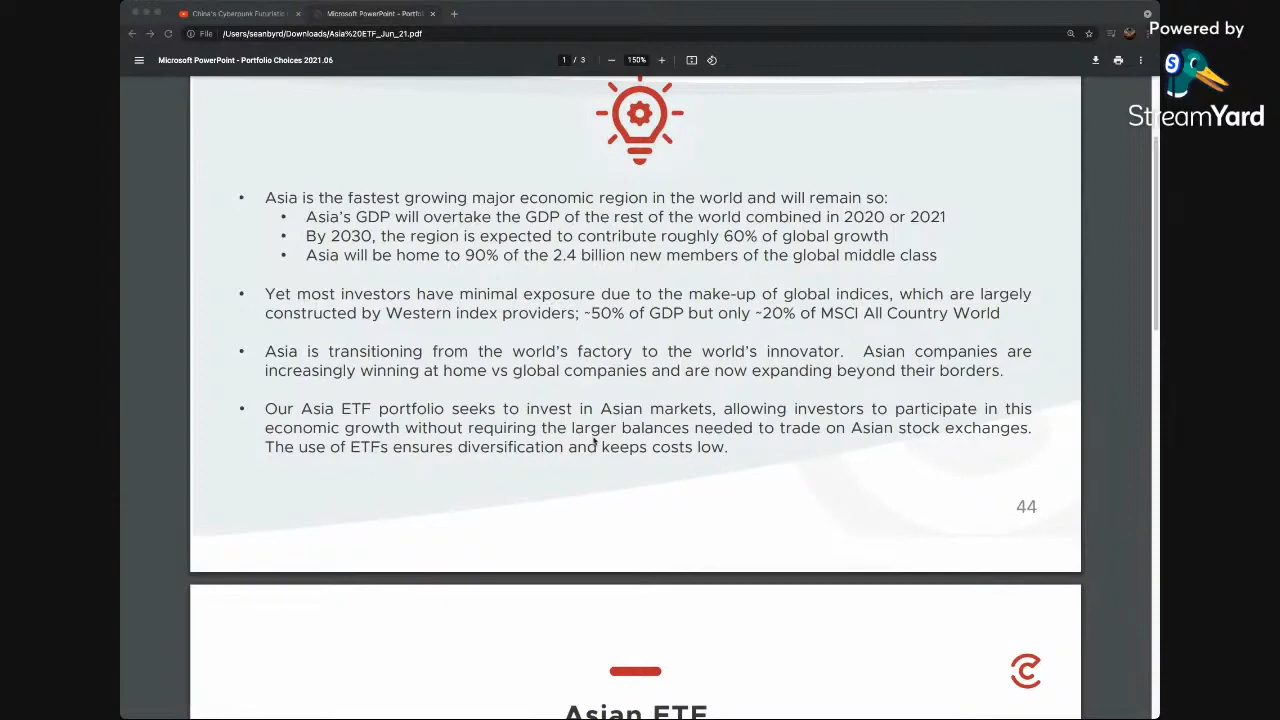 China's Cyberpunk Futuristic
Microsoft PowerPoint - Portfol
File
/Users/seanbyrd/Downloads/Asia%20ETF_Jun_21.pdf
Microsoft PowerPoint - Portfolio Choices 2021.06
1 / 3
150%
Powered by
S
StreamYard
• Asia is the fastest growing major economic region in the world and will remain so:
• Asia's GDP will overtake the GDP of the rest of the world combined in 2020 or 2021
• By 2030, the region is expected to contribute roughly 60% of global growth
• Asia will be home to 90% of the 2.4 billion new members of the global middle class
• Yet most investors have minimal exposure due to the make-up of global indices, which are largely
constructed by Western index providers; ~50% of GDP but only ~20% of MSCI All Country World
• Asia is transitioning from the world's factory to the world's innovator. Asian companies are
increasingly winning at home vs global companies and are now expanding beyond their borders.
• Our Asia ETF portfolio seeks to invest in Asian markets, allowing investors to participate in this
economic growth without requiring the larger balances needed to trade on Asian stock exchanges.
The use of ETFs ensures diversification and keeps costs low.
44
Asian ETF